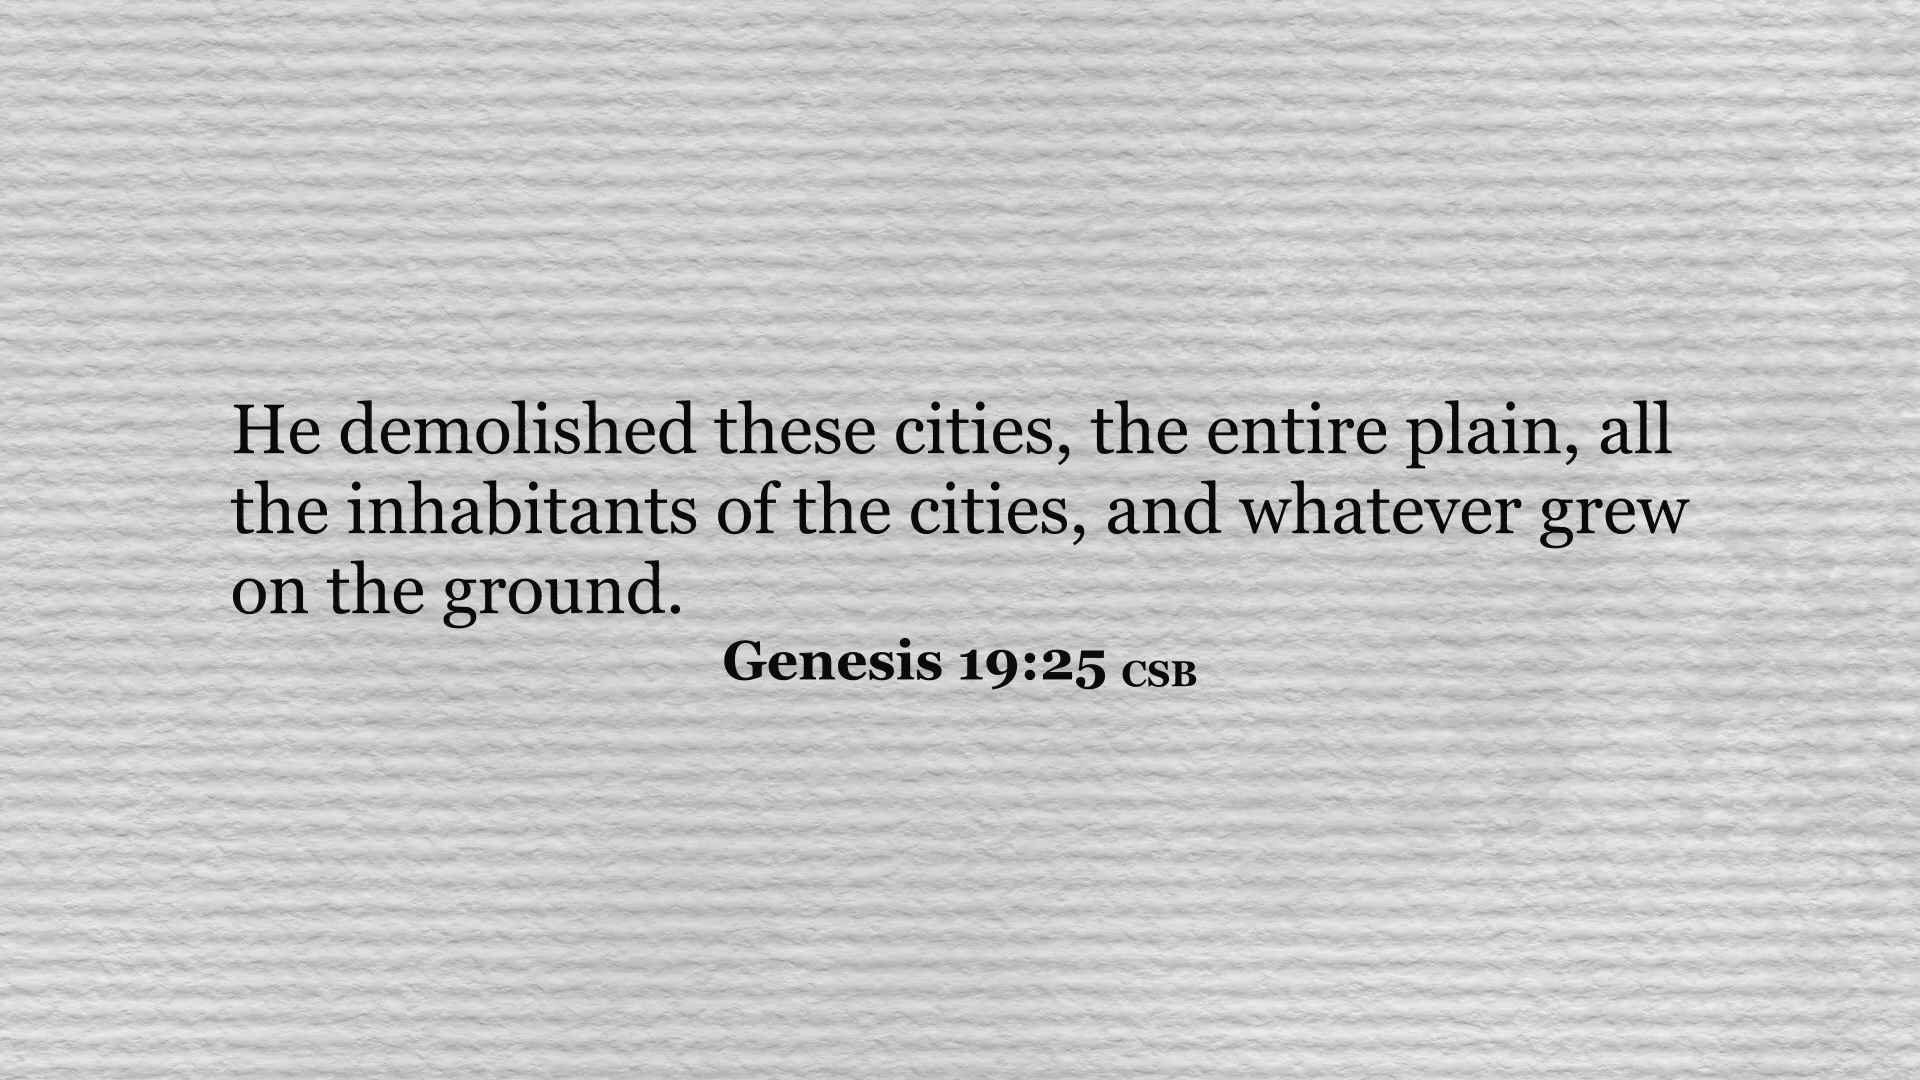 He demolished these cities, the entire plain, all
the inhabitants of the cities, and whatever grew
on the ground.
Genesis 19:25 CSB